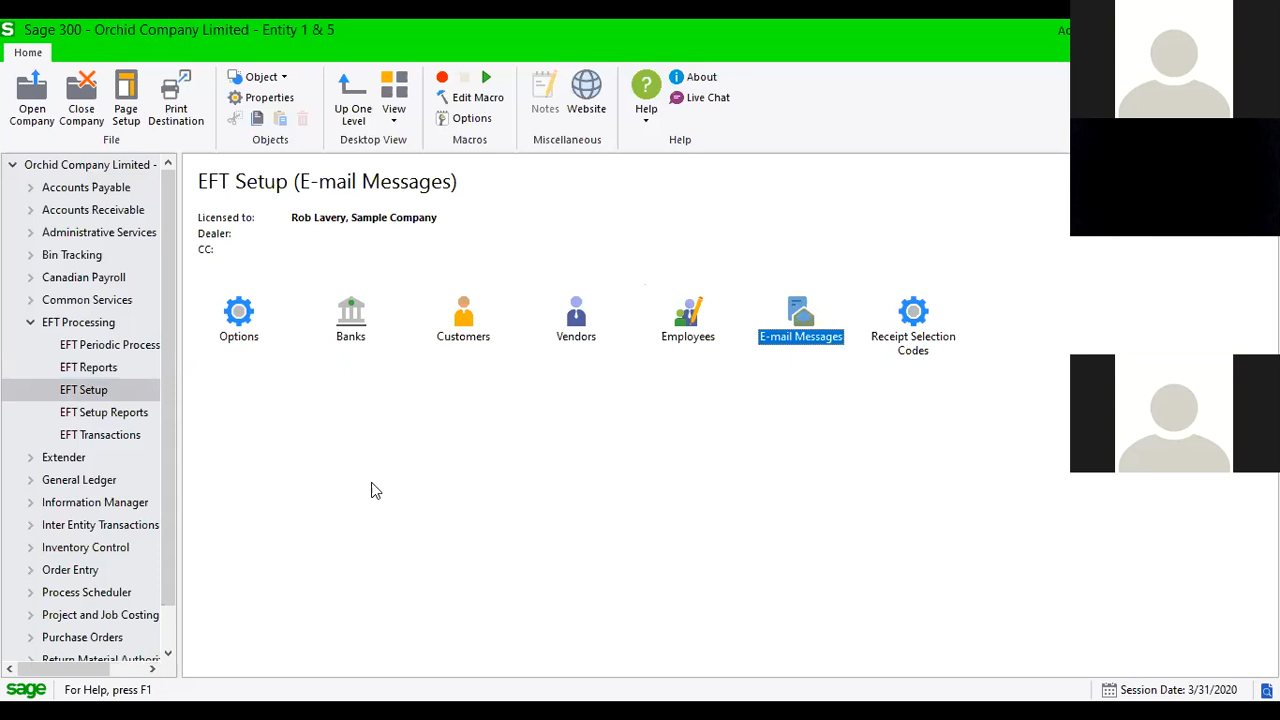 S Sage 300 - Orchid Company Limited - Entity 1 & 5
Home
Open Company
Close Company
Page Setup
Print Destination
File
Object
Properties
Objects
Up One Level
View
Desktop View
Edit Macro
Options
Macros
Notes
Website
Miscellaneous
Help
About
Live Chat
Help
Orchid Company Limited -
Accounts Payable
Accounts Receivable
Administrative Services
Bin Tracking
Canadian Payroll
Common Services
EFT Processing
EFT Periodic Process
EFT Reports
EFT Setup
EFT Setup Reports
EFT Transactions
Extender
General Ledger
Information Manager
Inter Entity Transactions
Inventory Control
Order Entry
Process Scheduler
Project and Job Costing
Purchase Orders
Return Material Authori
EFT Setup (E-mail Messages)
Licensed to: Rob Lavery, Sample Company
Dealer:
CC:
Options
Banks
Customers
Vendors
Employees
E-mail Messages
Receipt Selection
Codes
sage For Help, press F1
Session Date: 3/31/2020